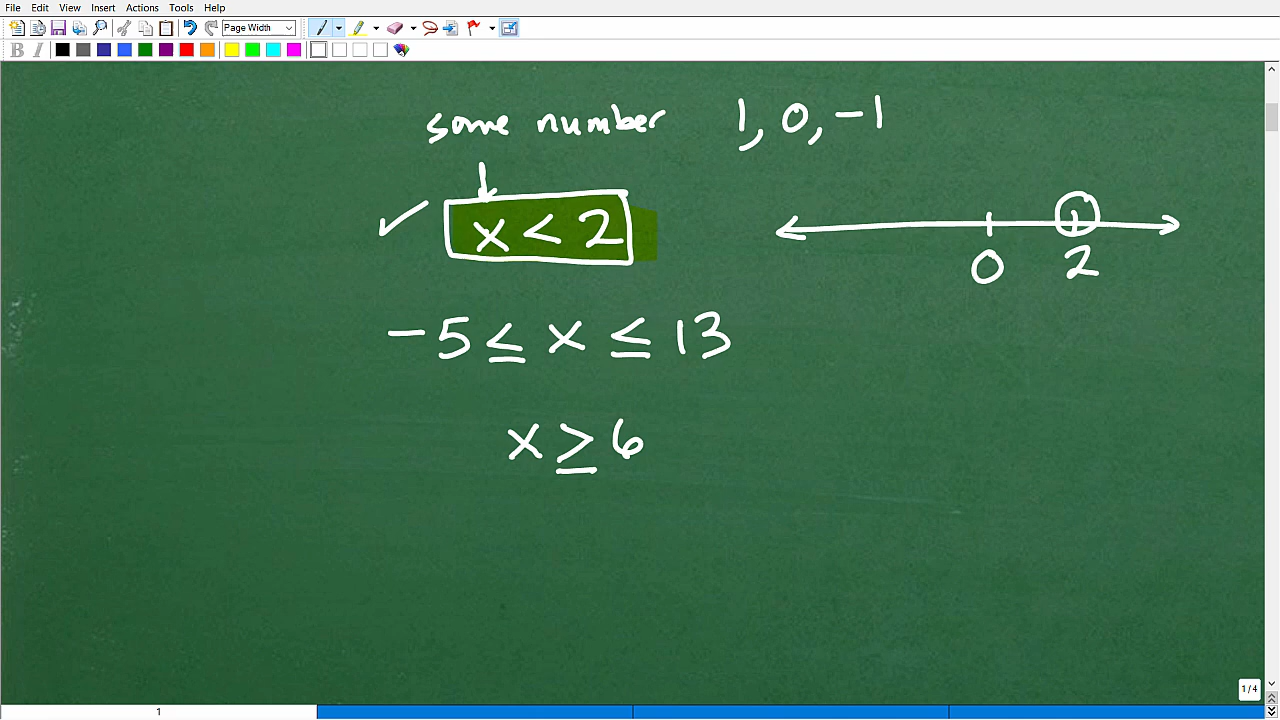 File Edit View Insert Actions Tools Help
Page Width
B I
some number 1, 0, -1
x < 2
0 2
-5 ≤ x ≤ 13
x ≥ 6
1/4
1